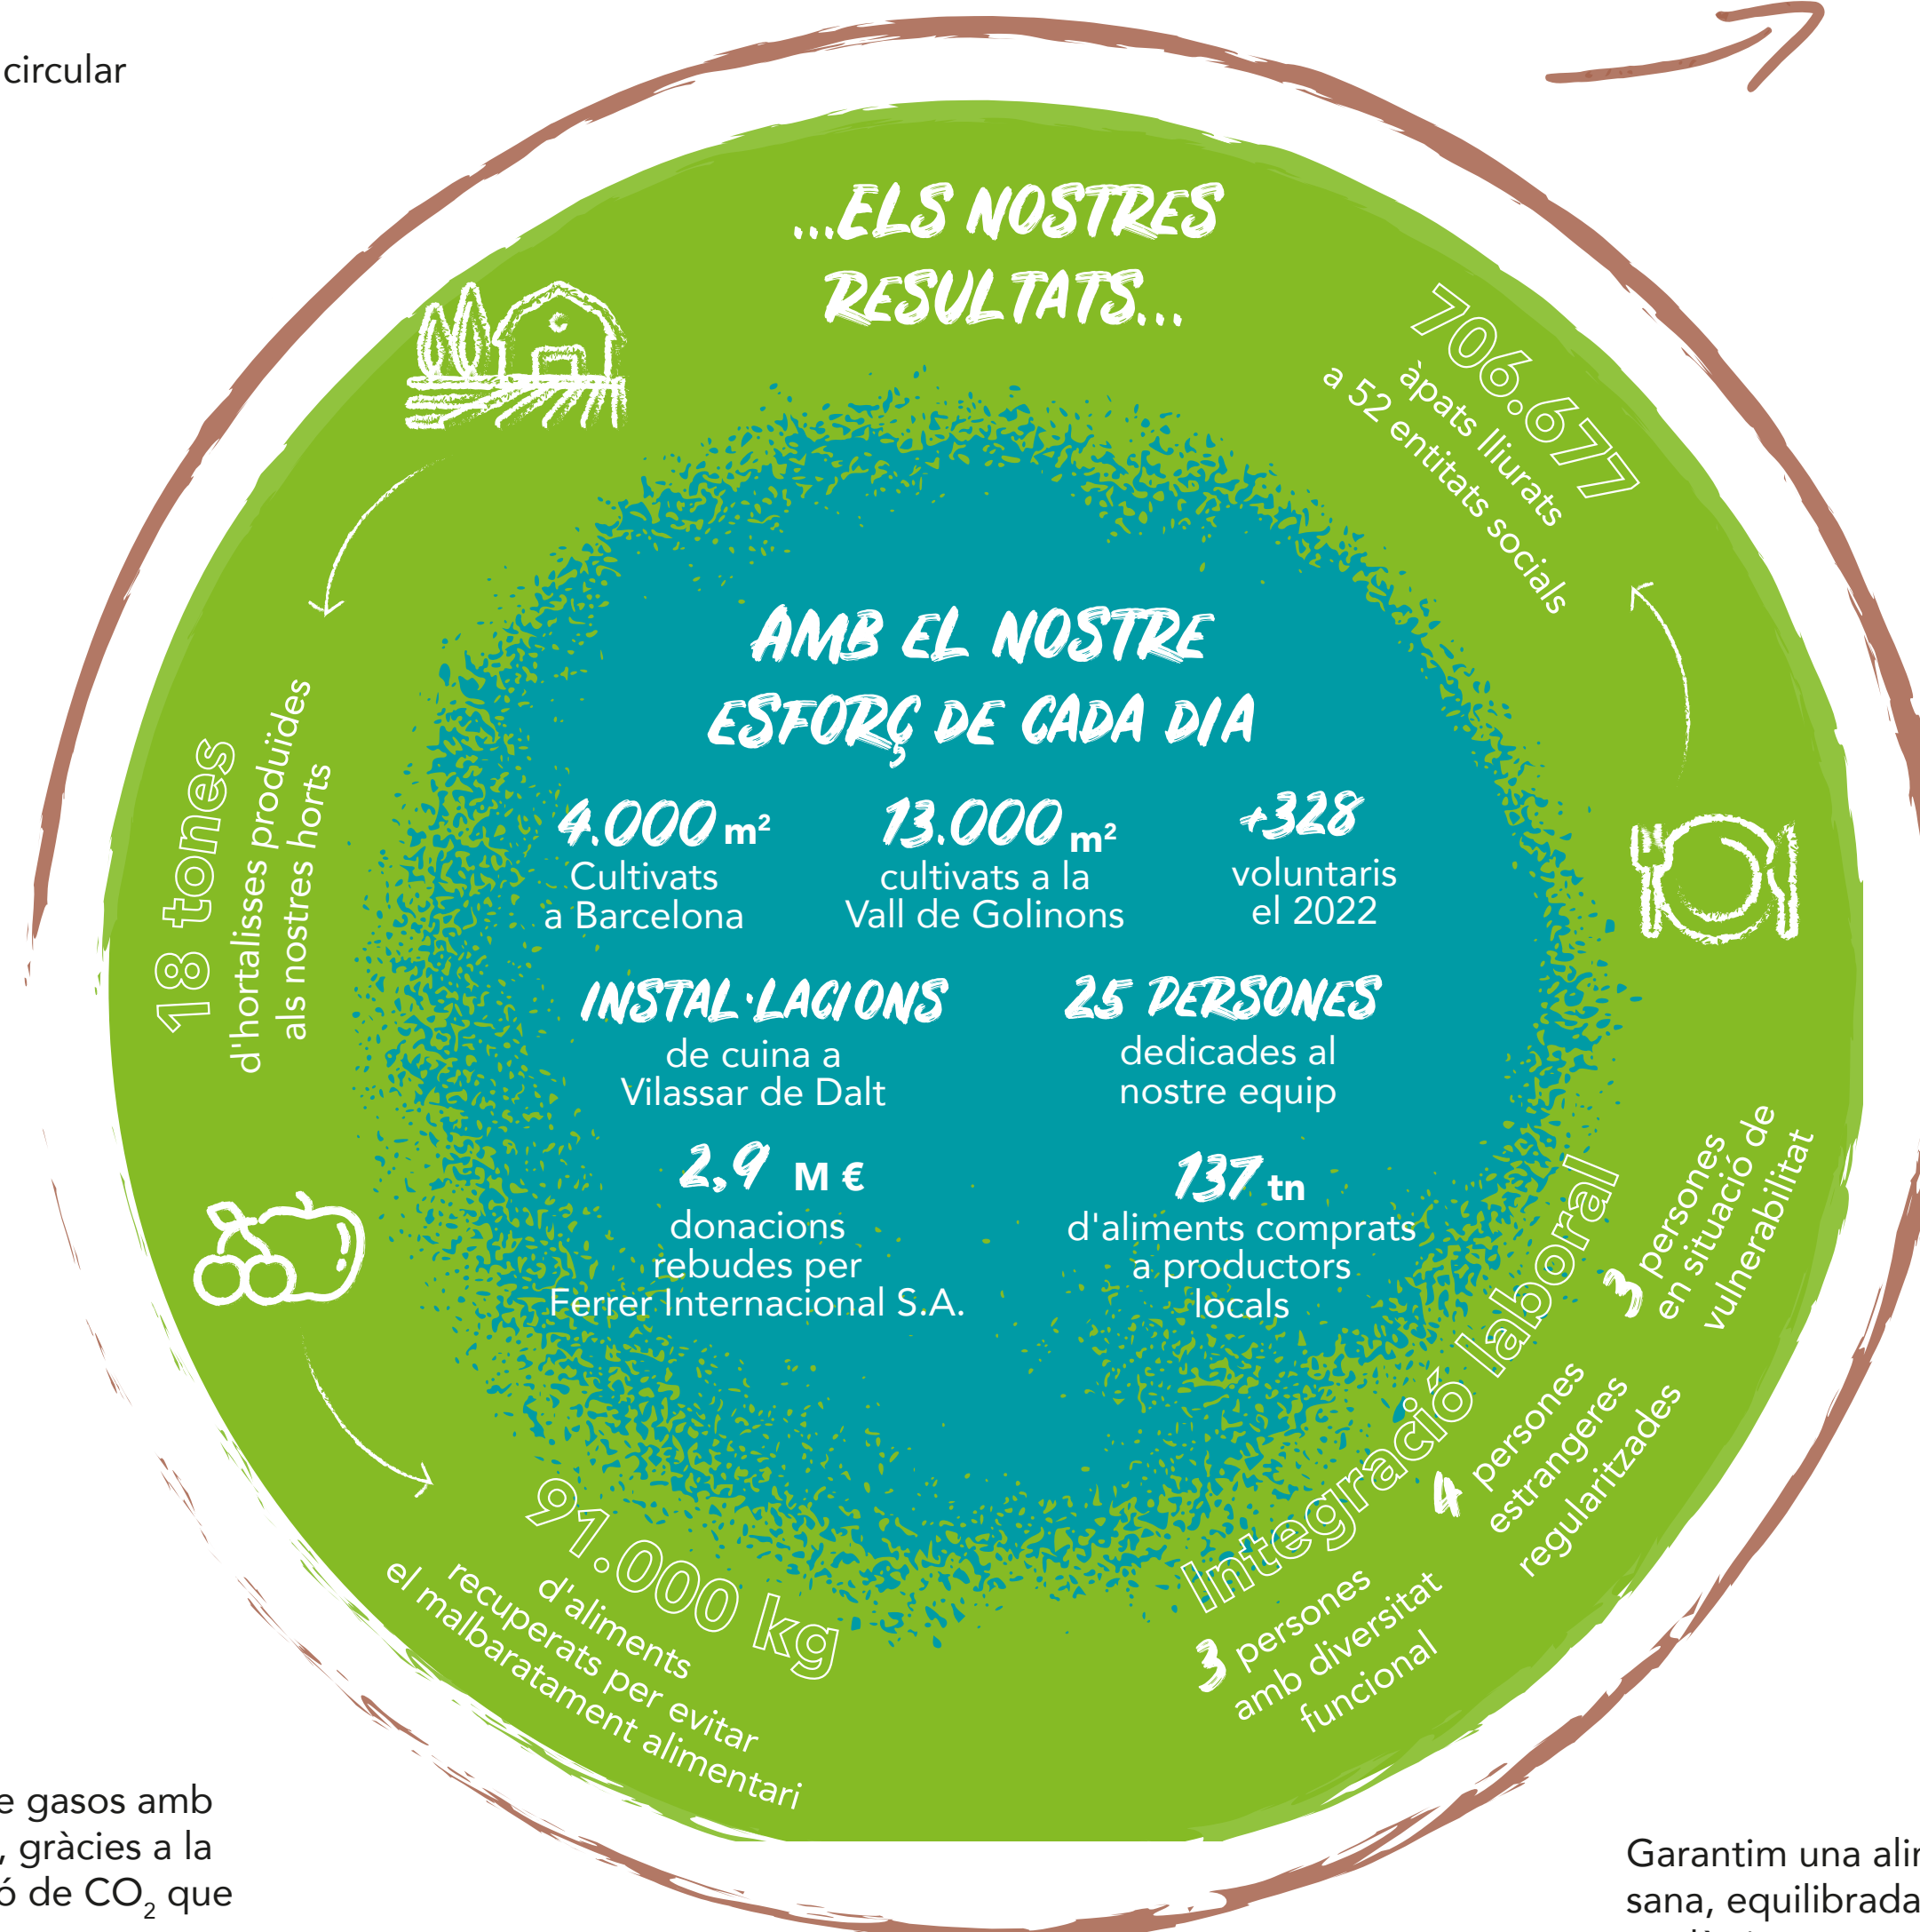 circular
...ELS NOSTRES
RESULTATS...
706.677
àpats lliurats
a 52 entitats socials
AMB EL NOSTRE
ESFORÇ DE CADA DIA
4.000 m²
Cultivats
a Barcelona
13.000 m²
cultivats a la
Vall de Golinons
+328
voluntaris
el 2022
INSTAL·LACIONS
de cuina a
Vilassar de Dalt
25 PERSONES
dedicades al
nostre equip
2,9 M €
donacions
rebudes per
Ferrer Internacional S.A.
137 tn
d'aliments comprats
a productors
locals
18 tones
d'hortalisses produïdes
als nostres horts
91.000 kg
d'aliments
recuperats per evitar
el malbaratament alimentari
Integració laboral
3 persones
amb diversitat
funcional
4 persones
estrangeres
regularitzades
3 persones
en situació de
vulnerabilitat
e gasos amb
, gràcies a la
ó de CO₂ que
Garantim una alim
sana, equilibrada